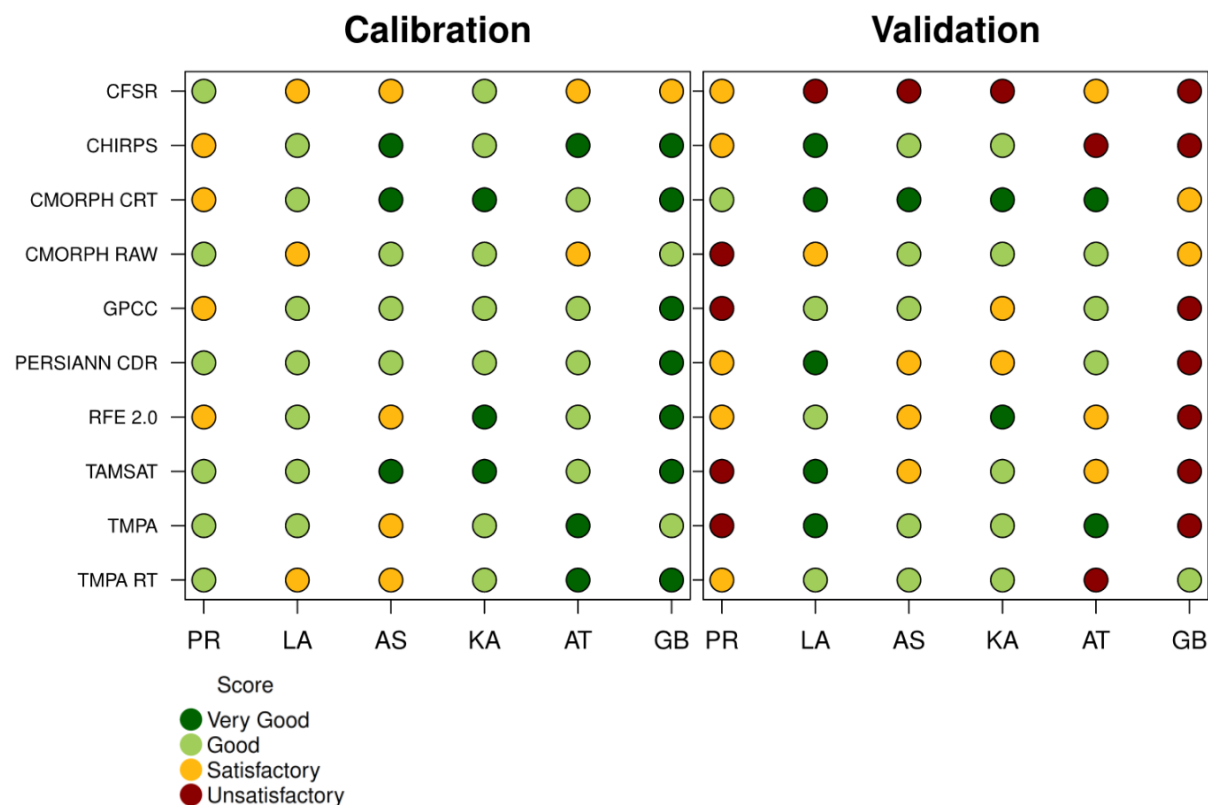 Calibration Validation
CFSR
CHIRPS
CMORPH CRT
CMORPH RAW
GPCC
PERSIANN CDR
RFE 2.0
TAMSAT
TMPA
TMPA RT
PR LA AS KA AT GB PR LA AS KA AT GB
Score
Very Good
Good
Satisfactory
Unsatisfactory